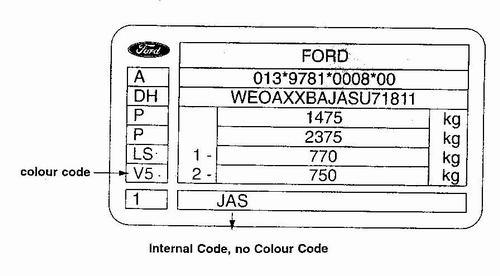 Ford FORD
A 013*9781*0008*00
DH WEOAXXBAJASU71811
P 1475 kg
P 2375 kg
LS 1 - 770 kg
colour code V5 2 - 750 kg
1 JAS
Internal Code, no Colour Code